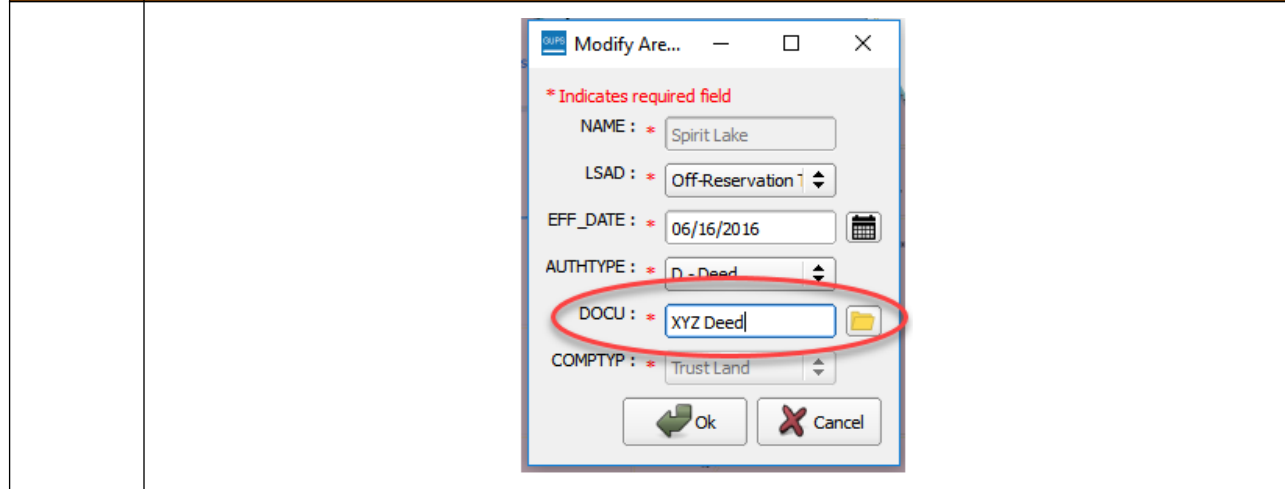 GUPS Modify Are...
* Indicates required field
NAME : * Spirit Lake
LSAD : * Off-Reservation T
EFF_DATE : * 06/16/2016
AUTHTYPE : * D - Deed
DOCU : * XYZ Deed
COMPTYP : * Trust Land
Ok Cancel